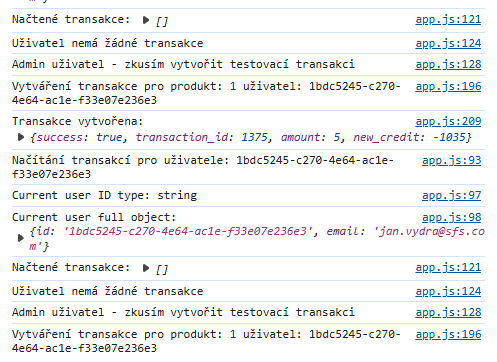 Načtené transakce: ▶ []
app.js:121
Uživatel nemá žádné transakce
app.js:124
Admin uživatel - zkusím vytvořit testovací transakci
app.js:128
Vytváření transakce pro produkt: 1 uživatel: 1bdc5245-c270-
app.js:196
4e64-ac1e-f33e07e236e3
Transakce vytvořena:
app.js:209
▶ {success: true, transaction_id: 1375, amount: 5, new_credit: -1035}
Načítání transakcí pro uživatele: 1bdc5245-c270-4e64-ac1e-
app.js:93
f33e07e236e3
Current user ID type: string
app.js:97
Current user full object:
app.js:98
▶ {id: '1bdc5245-c270-4e64-ac1e-f33e07e236e3', email: 'jan.vydra@sfs.co
m'}
Načtené transakce: ▶ []
app.js:121
Uživatel nemá žádné transakce
app.js:124
Admin uživatel - zkusím vytvořit testovací transakci
app.js:128
Vytváření transakce pro produkt: 1 uživatel: 1bdc5245-c270-
app.js:196
4e64-ac1e-f33e07e236e3